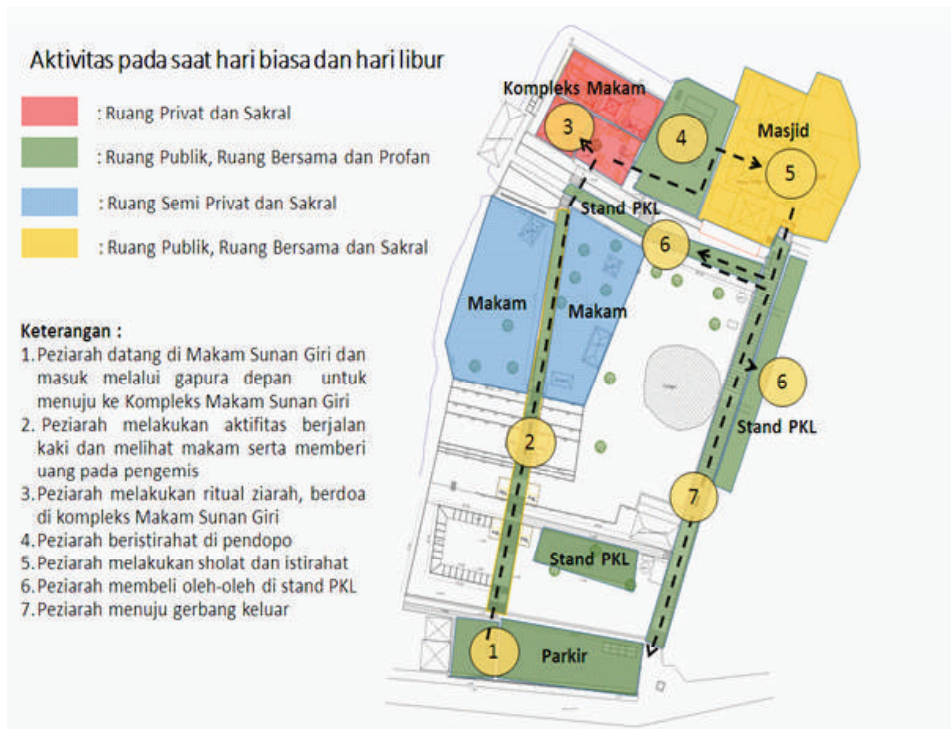 Aktivitas pada saat hari biasa dan hari libur
: Ruang Privat dan Sakral
: Ruang Publik, Ruang Bersama dan Profan
: Ruang Semi Privat dan Sakral
: Ruang Publik, Ruang Bersama dan Sakral
Keterangan :
1. Peziarah datang di Makam Sunan Giri dan
masuk melalui gapura depan untuk
menuju ke Kompleks Makam Sunan Giri
2. Peziarah melakukan aktifitas berjalan
kaki dan melihat makam serta memberi
uang pada pengemis
3. Peziarah melakukan ritual ziarah, berdoa
di kompleks Makam Sunan Giri
4. Peziarah beristirahat di pendopo
5. Peziarah melakukan sholat dan istirahat
6. Peziarah membeli oleh-oleh di stand PKL
7. Peziarah menuju gerbang keluar
Kompleks Makam
3
4
Masjid
5
Stand PKL
6
Makam
Makam
6
Stand PKL
2
7
Stand PKL
1
Parkir